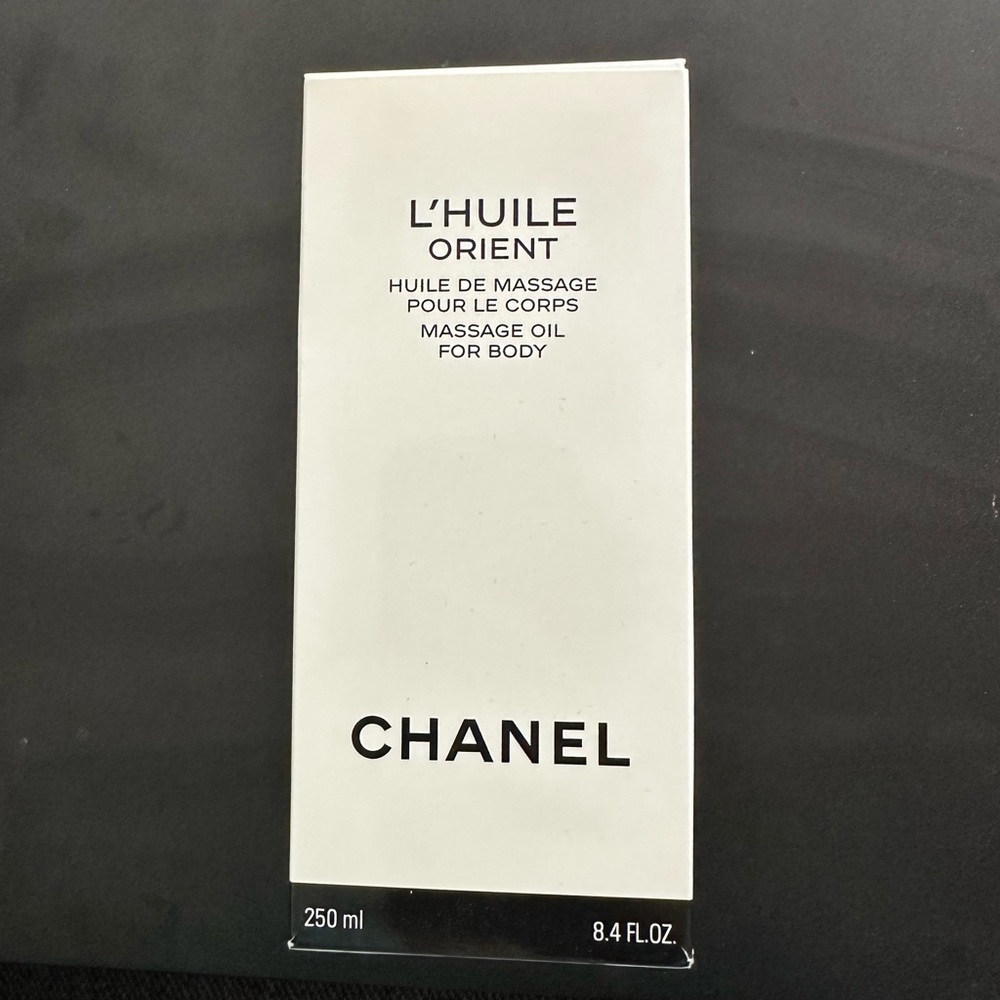 L'HUILE
ORIENT
HUILE DE MASSAGE
POUR LE CORPS
MASSAGE OIL
FOR BODY
CHANEL
250 ml
8.4 FL.OZ.